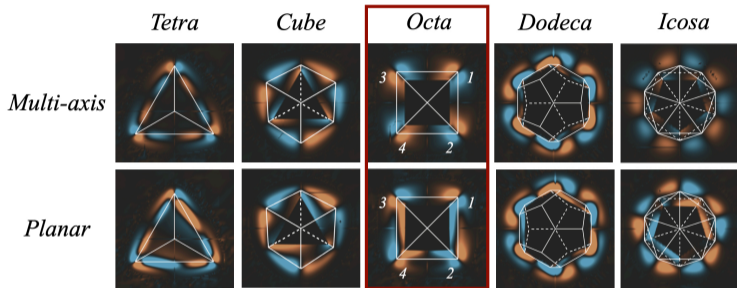 Tetra Cube Octa Dodeca Icosa
Multi-axis
3 1
4 2
Planar
3 1
4 2